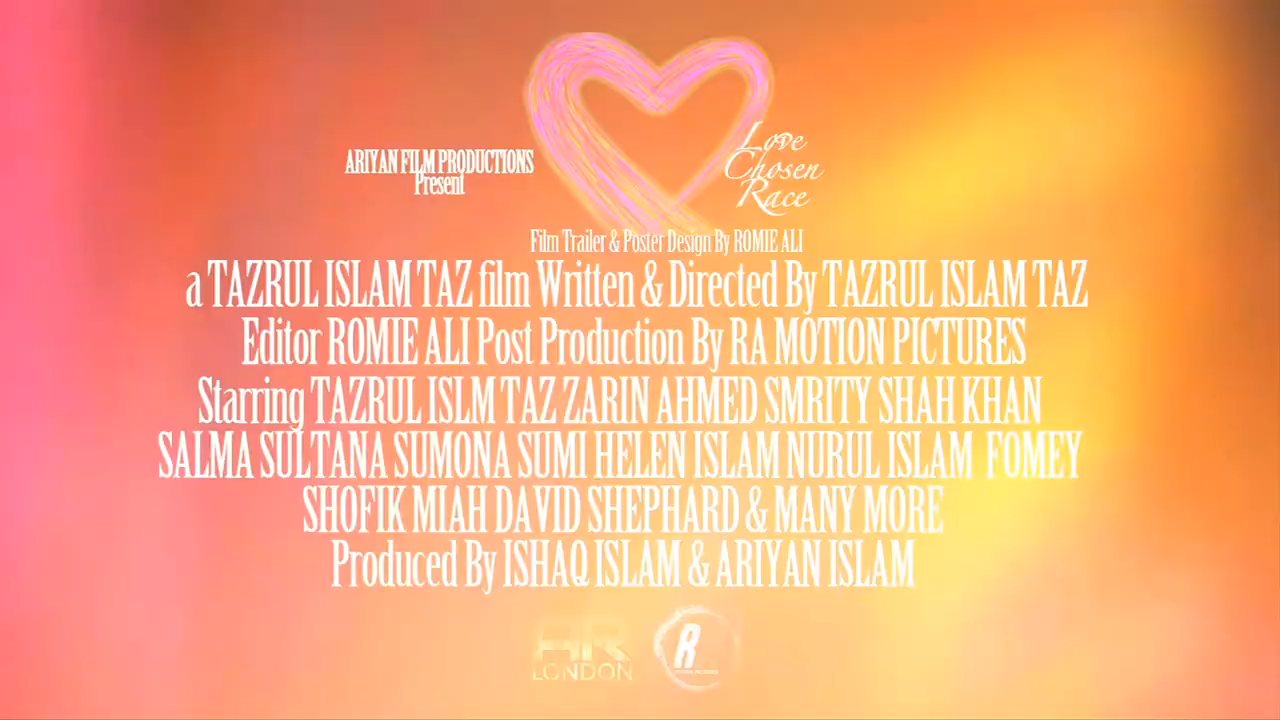 ARIYAN FILM PRODUCTIONS
Present
Love
Chosen
Race
Film Trailer & Poster Design By ROMIE ALI
a TAZRUL ISLAM TAZ film Written & Directed By TAZRUL ISLAM TAZ
Editor ROMIE ALI Post Production By RA MOTION PICTURES
Starring TAZRUL ISLM TAZ ZARIN AHMED SMRITY SHAH KHAN
SALMA SULTANA SUMONA SUMI HELEN ISLAM NURUL ISLAM FOMEY
SHOFIK MIAH DAVID SHEPHARD & MANY MORE
Produced By ISHAQ ISLAM & ARIYAN ISLAM
LONDON
R